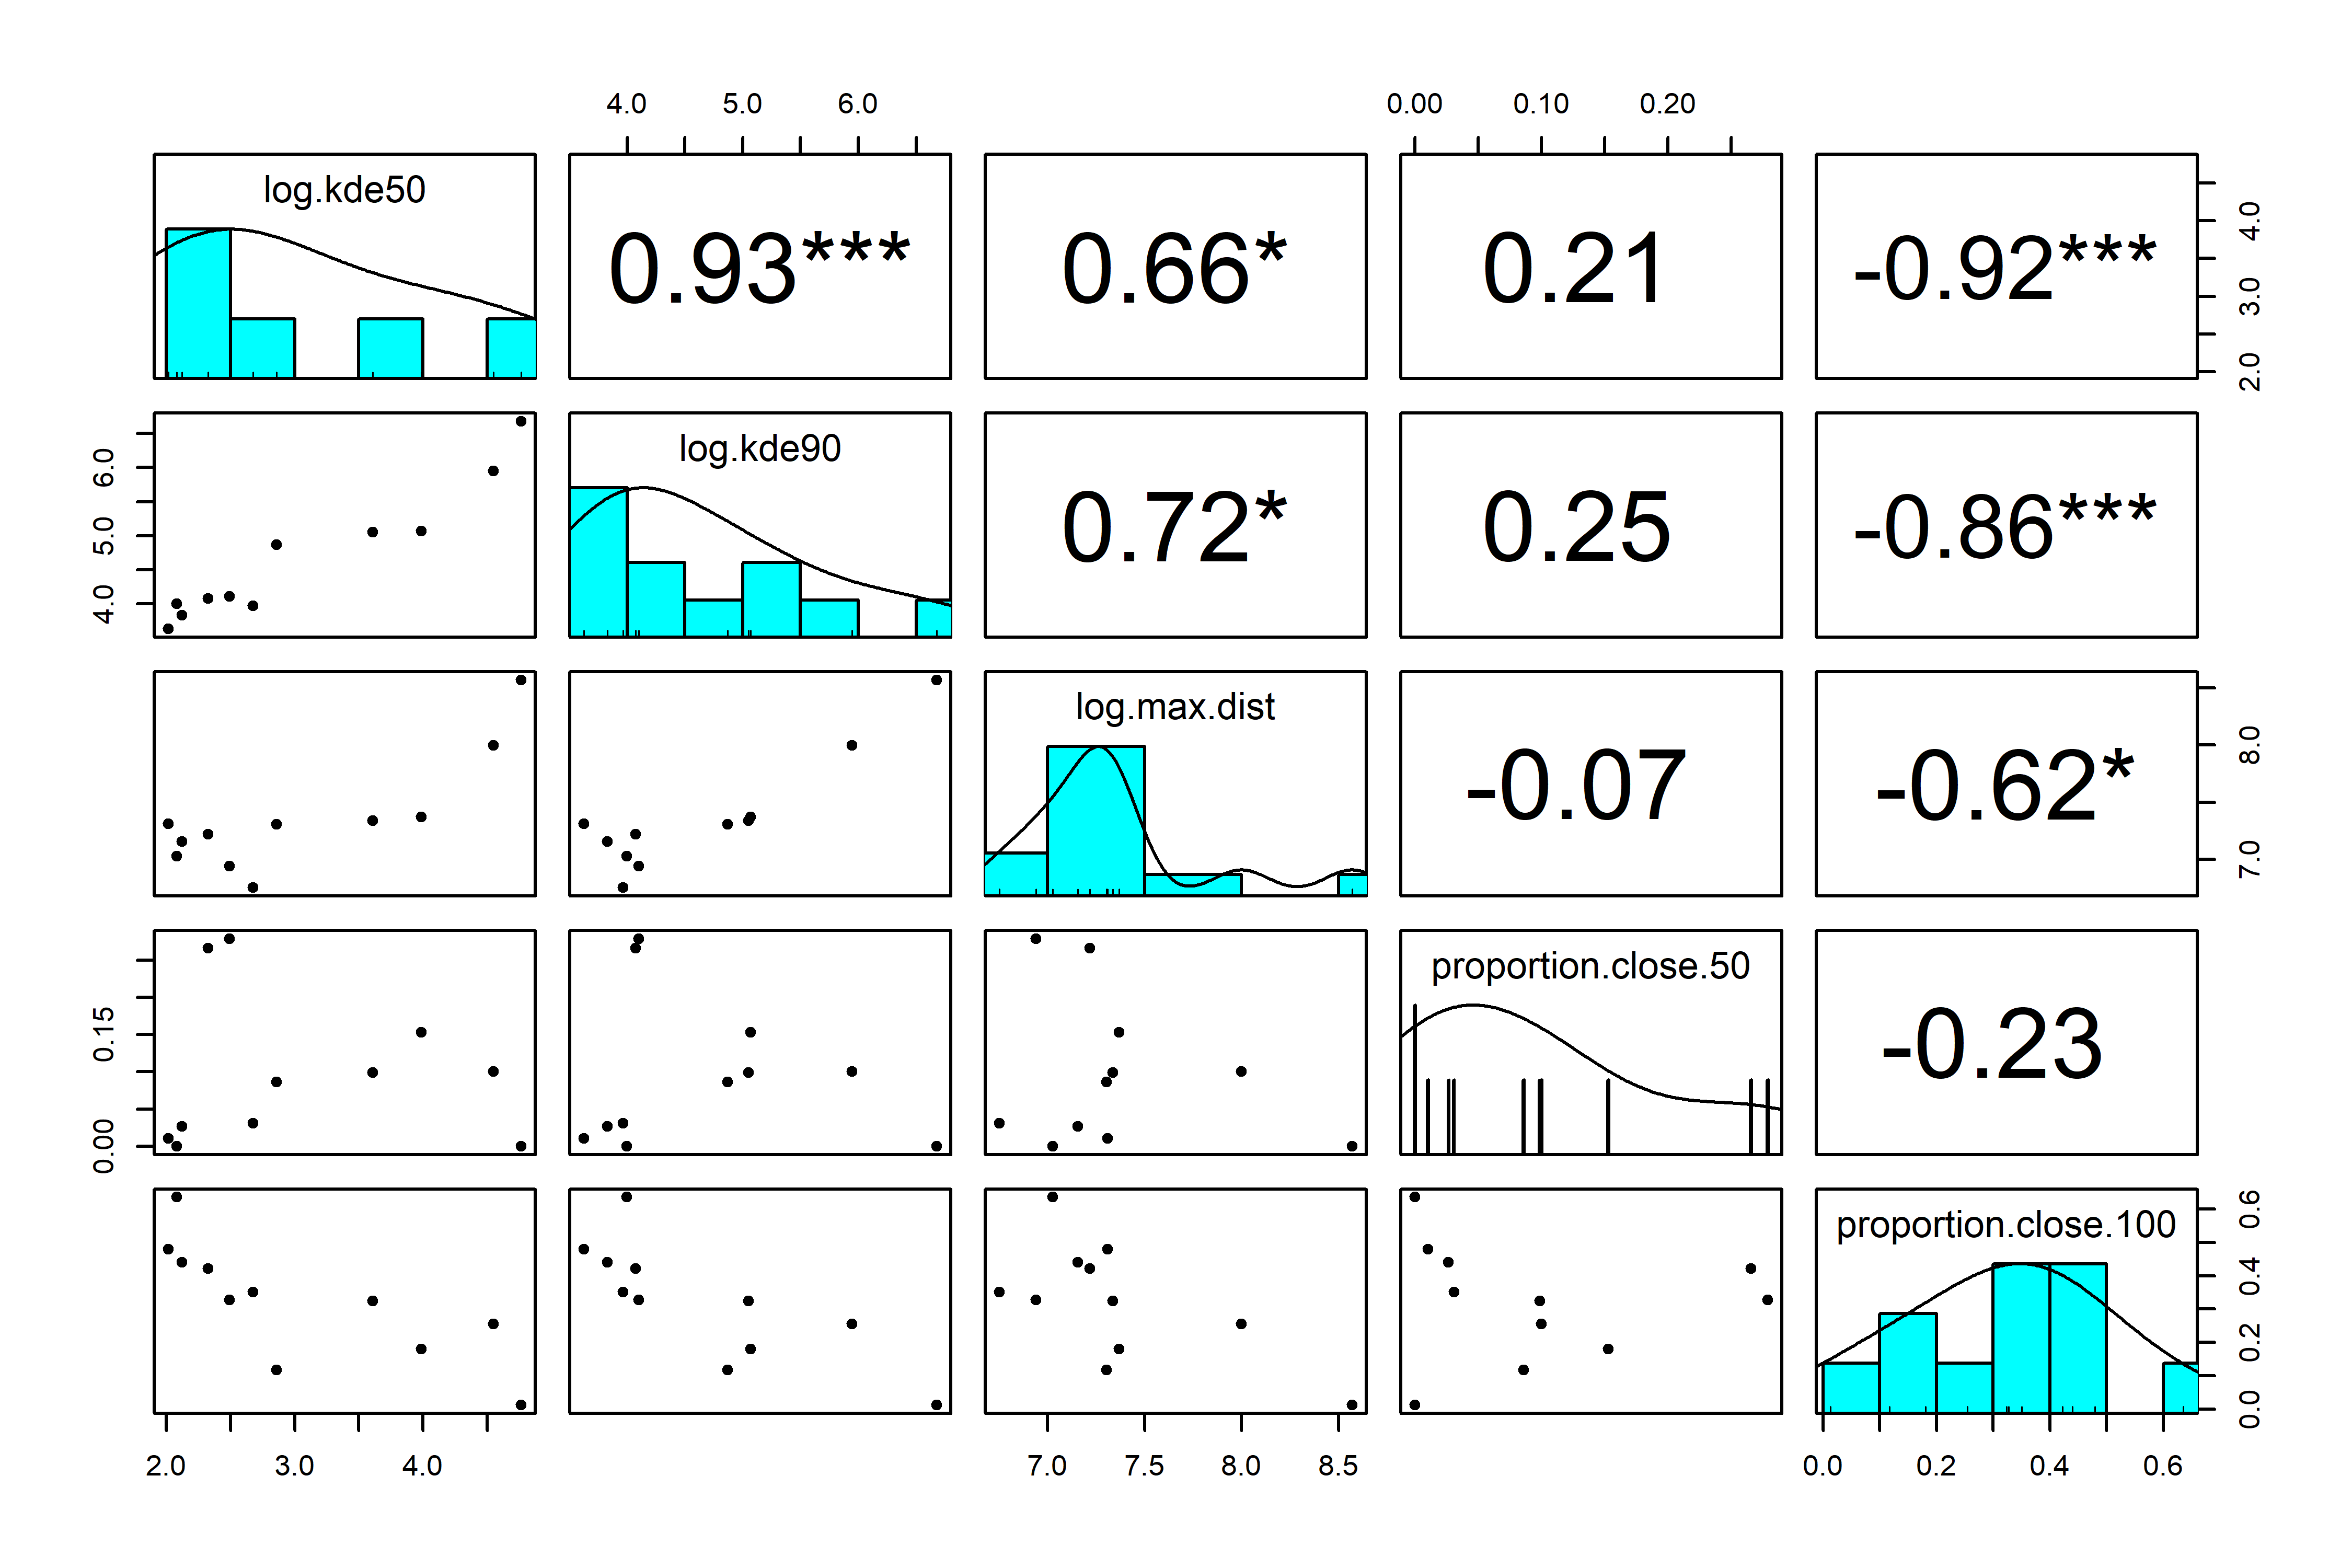 4.0 5.0 6.0 0.00 0.10 0.20
log.kde50 0.93*** 0.66* 0.21 -0.92*** 2.0 3.0 4.0
4.0 5.0 6.0 log.kde90 0.72* 0.25 -0.86***
log.max.dist -0.07 -0.62* 7.0 8.0
0.00 0.15 proportion.close.50 -0.23
proportion.close.100 0.0 0.2 0.4 0.6
2.0 3.0 4.0 7.0 7.5 8.0 8.5 0.0 0.2 0.4 0.6